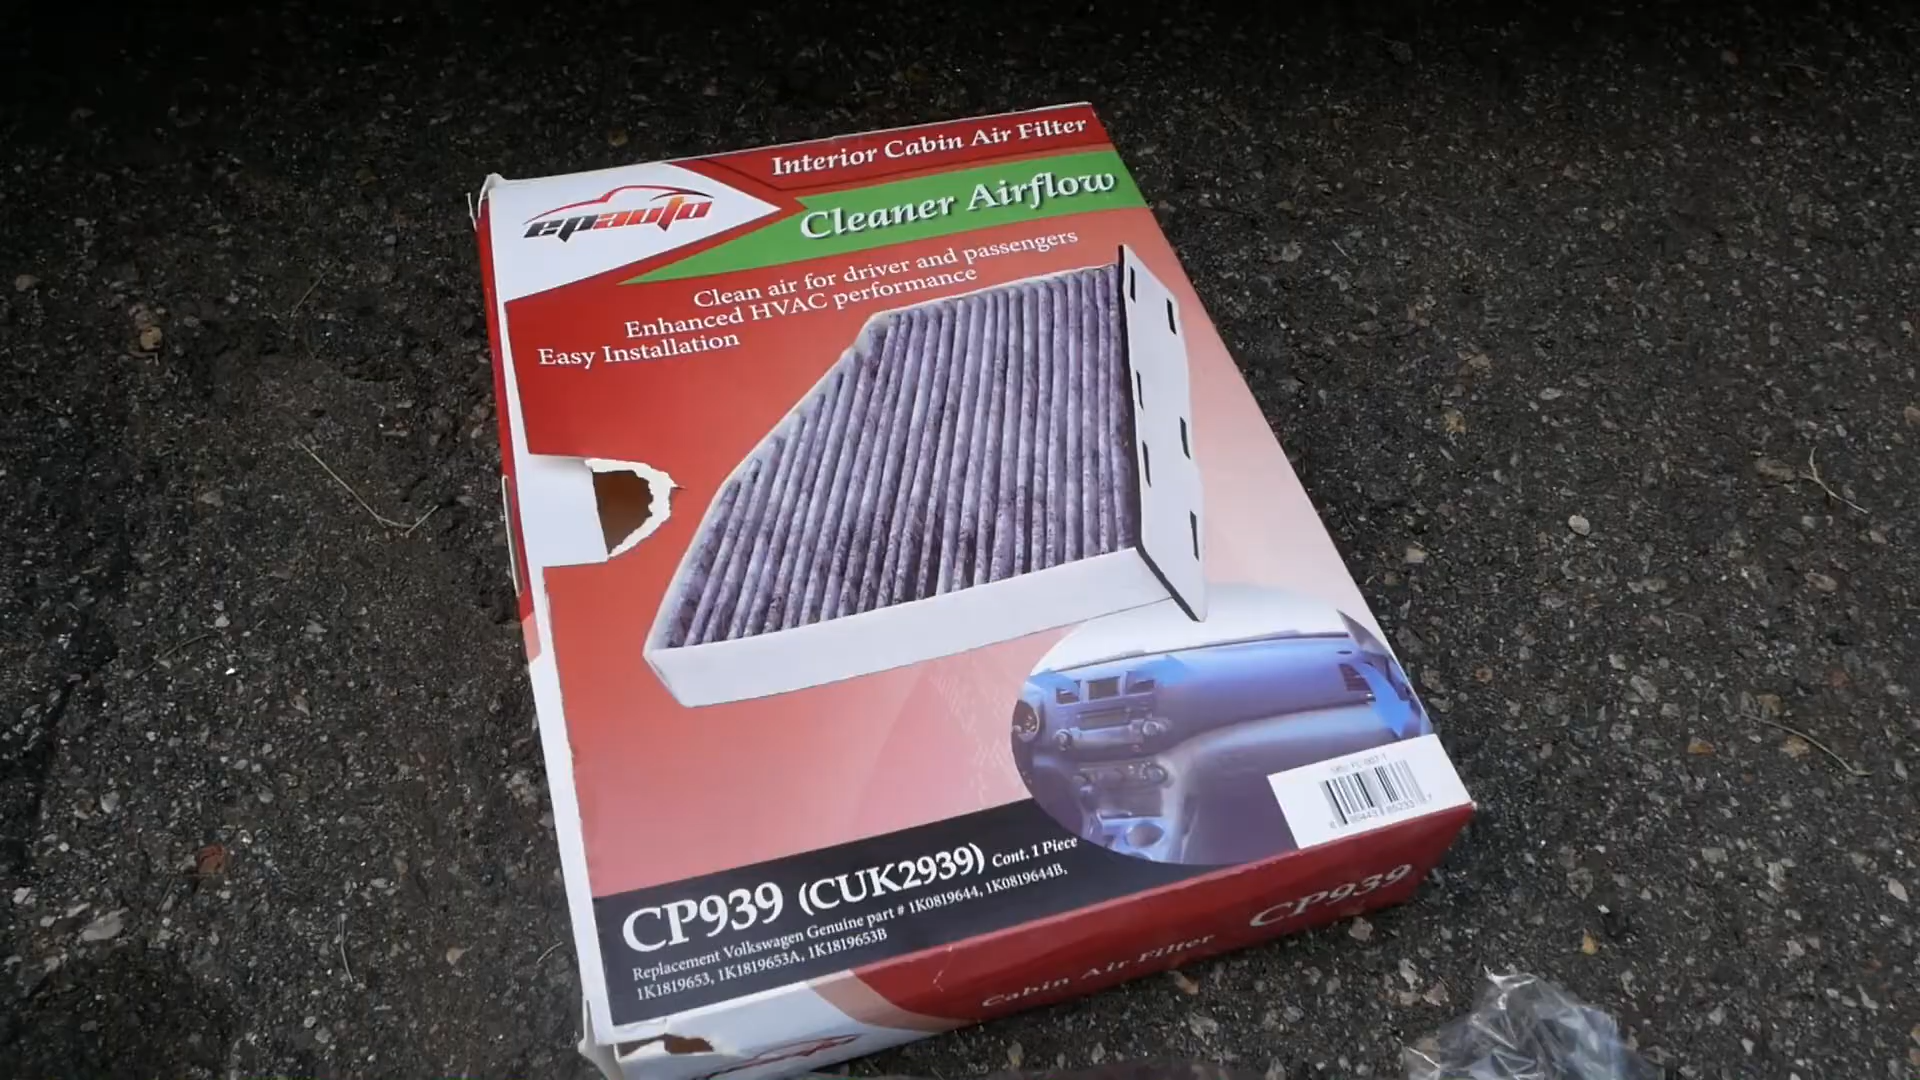 Interior Cabin Air Filter
epauto
Cleaner Airflow
Clean air for driver and passengers
Enhanced HVAC performance
Easy Installation
CP939 (CUK2939) Cont. 1 Piece
Replacement Volkswagen Genuine part # 1K0819644, 1K0819644B,
1K1819653, 1K1819653A, 1K1819653B
Cabin Air Filter CP939